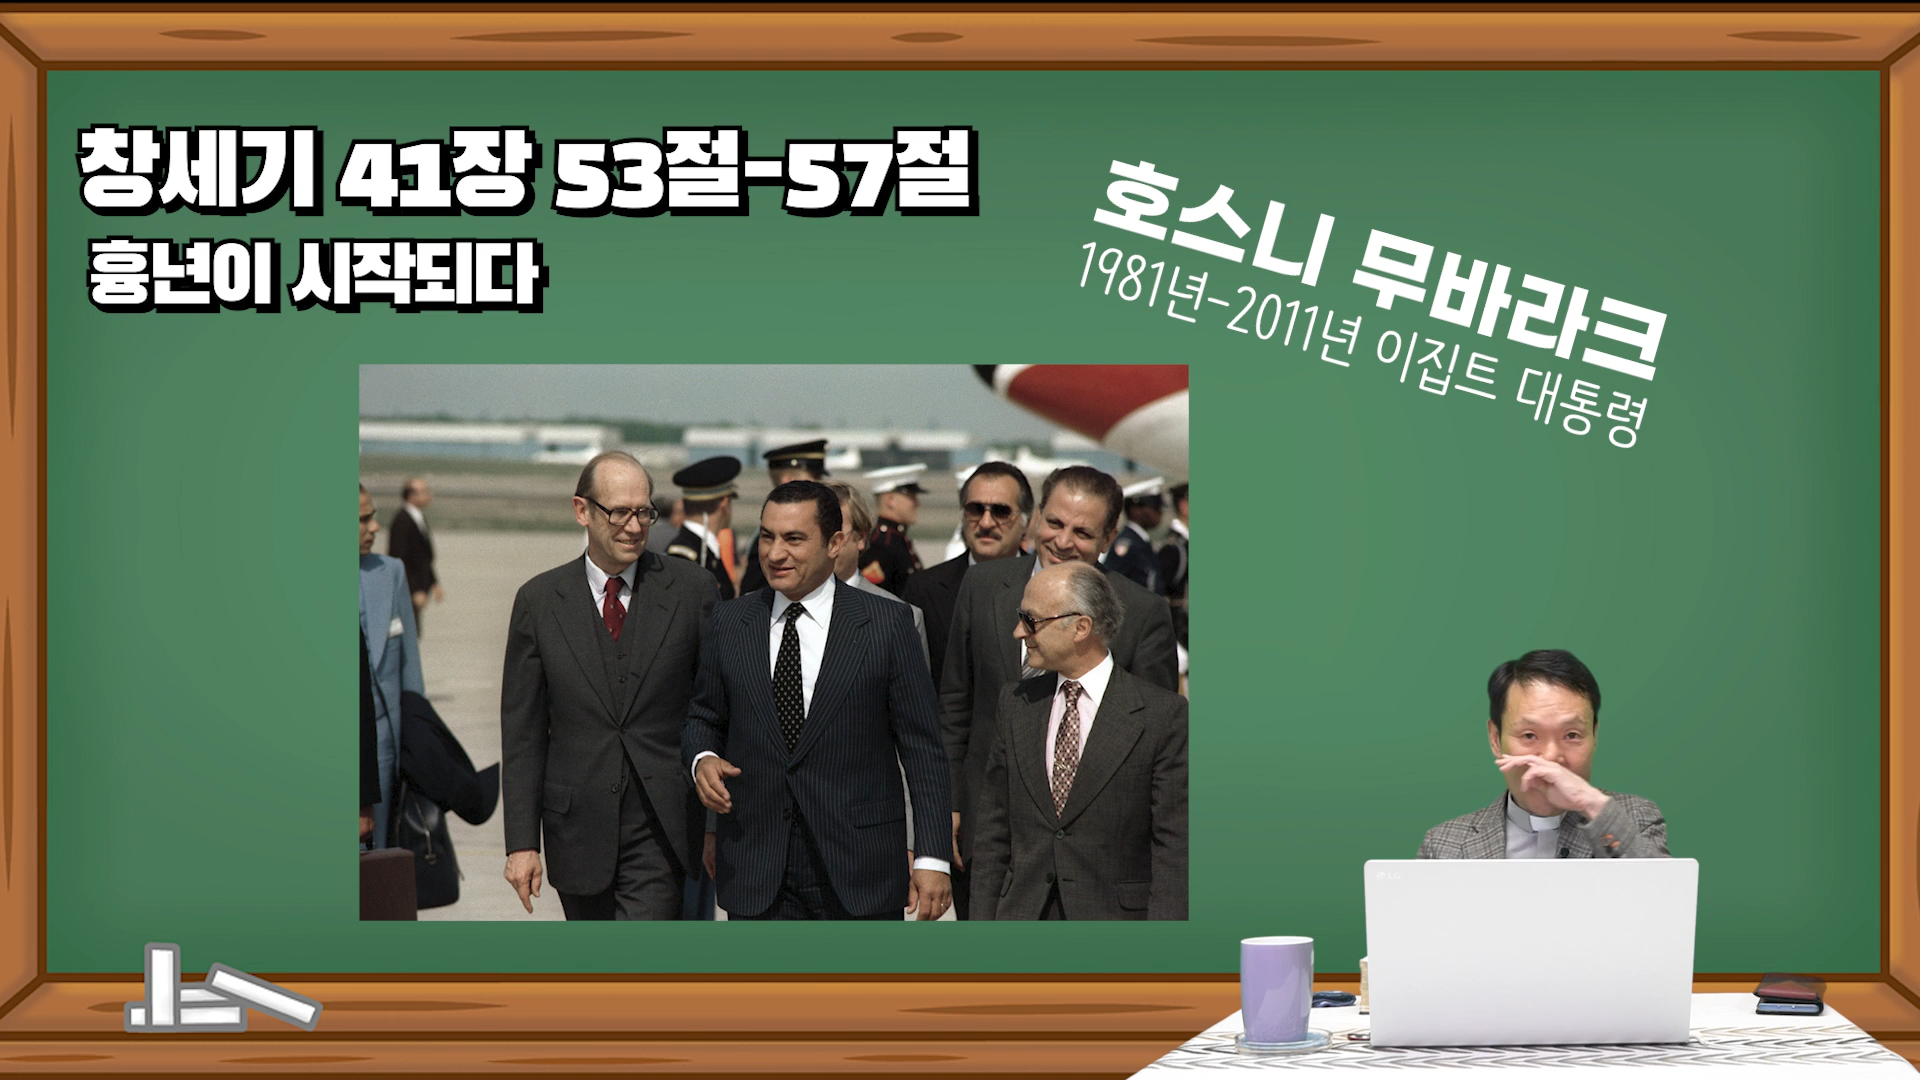 창세기 41장 53절-57절
흉년이 시작되다
호스니 무바라크
1981년-2011년 이집트 대통령
LG